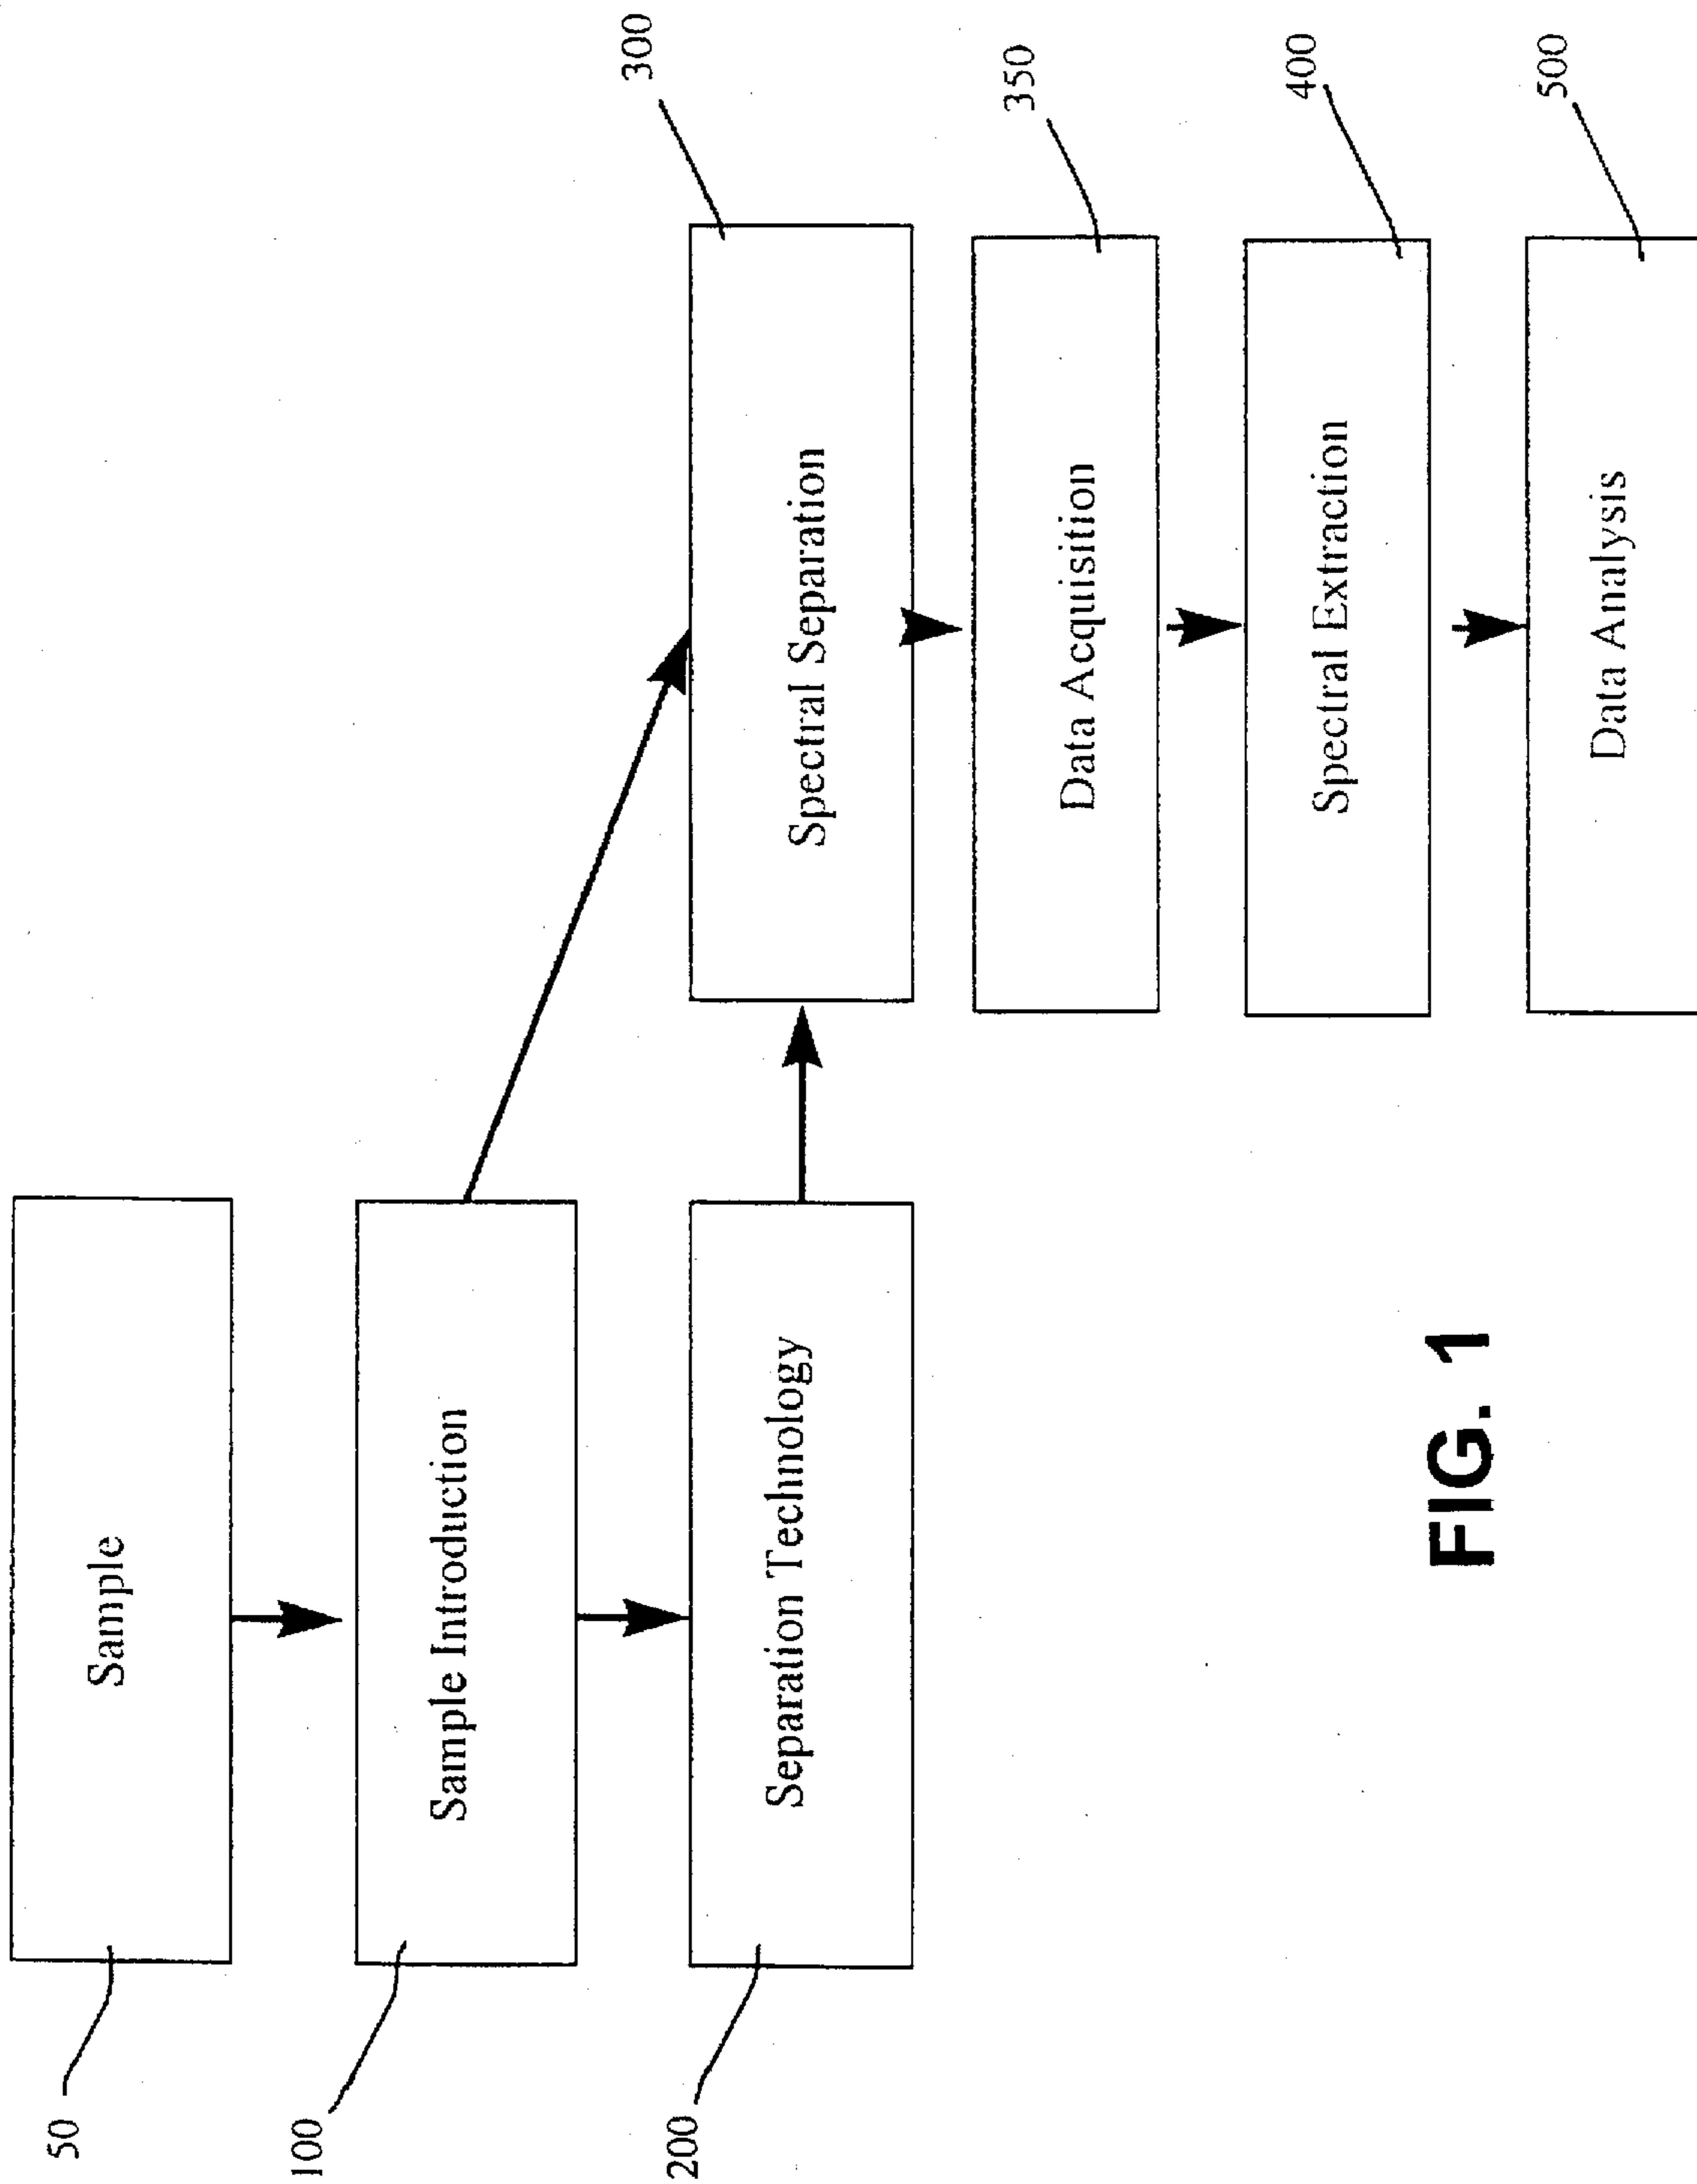 50
Sample
100
Sample Introduction
200
Separation Technology
300
Spectral Separation
350
Data Acquisition
400
Spectral Extraction
500
Data Analysis
FIG. 1